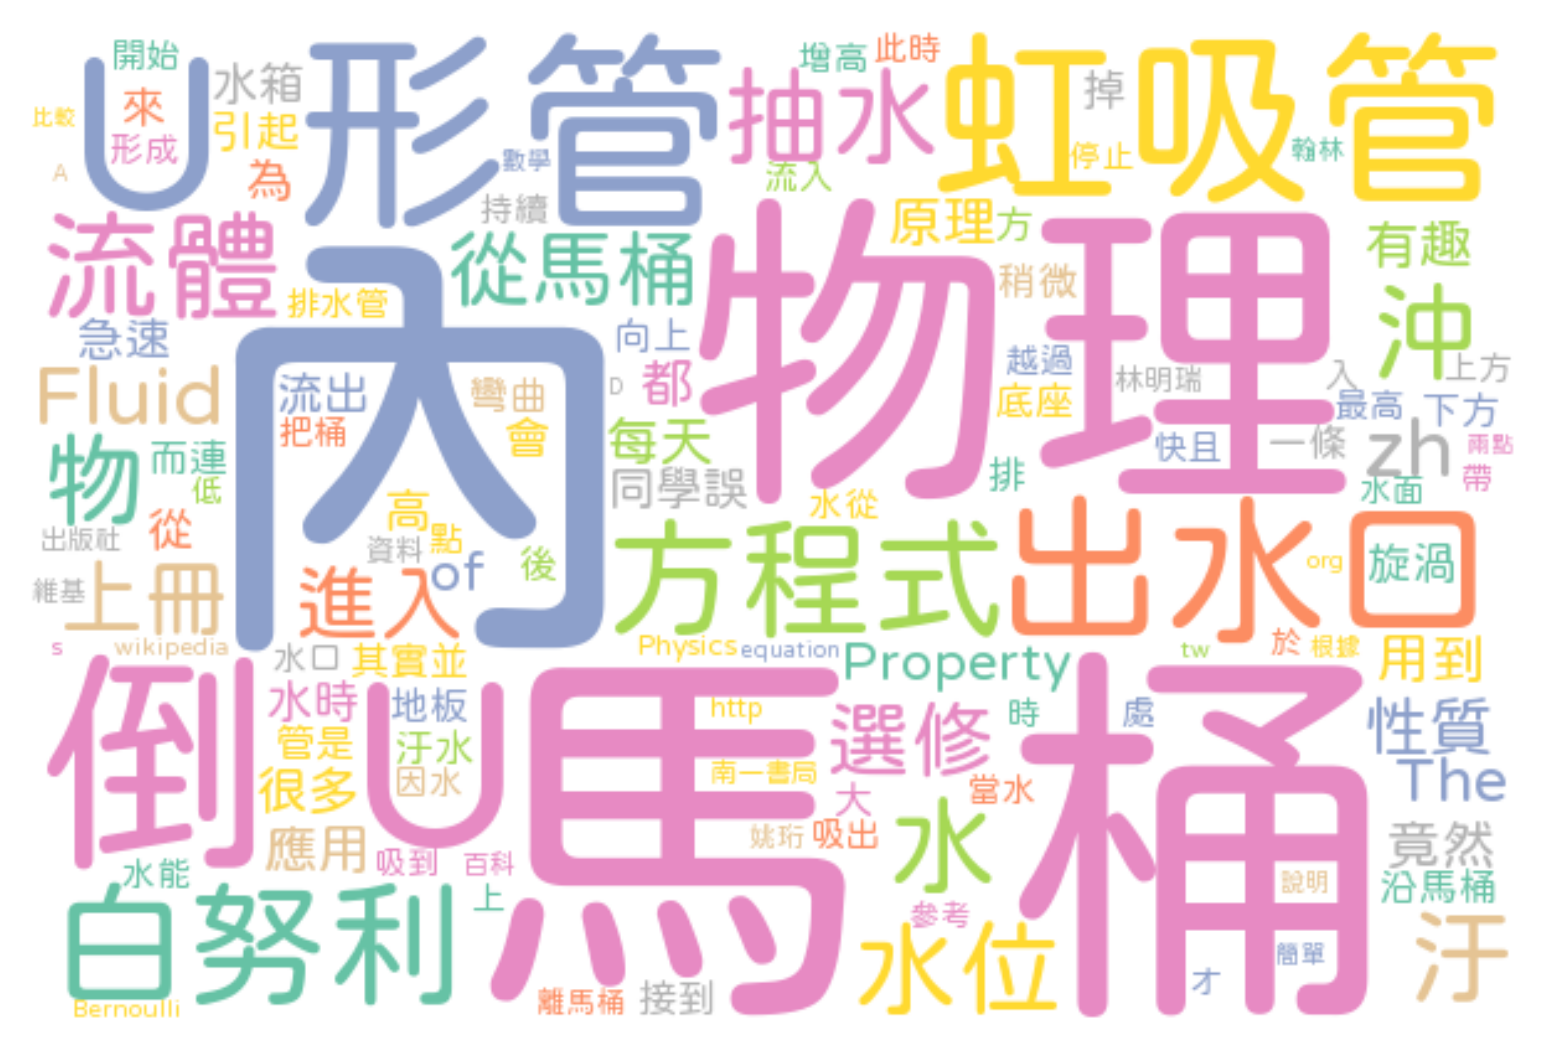 開始
水箱
U形管
抽水
增高
此時
虹吸管
掉
來
引起
比較
形成
數學
停止
翰林
A
為
流入
持續
原理
方
流體
從馬桶
物理
有趣
排水管
內
稍微
沖
急速
向上
越過
上方
Fluid
流出
彎曲
D
都
底座
林明瑞
入
最高
下方
把桶
會
每天
快且
一條
zh
兩點
物
而連
低
同學誤
排
水面
帶
高
水從
出版社
從
資料
點
of
後
方程式
出水口
org
旋渦
維基
上冊
進入
s
wikipedia
水口
其實並
Physics
equation
Property
tw
於
根據
用到
倒U
馬桶
水時
地板
http
選修
時
處
性質
管是
汙水
The
很多
因水
南一書局
大
當水
應用
吸到
百科
姚珩
吸出
水
竟然
水能
說明
沿馬桶
白努利
上
參考
水位
簡單
汙
才
Bernoulli
離馬桶
接到